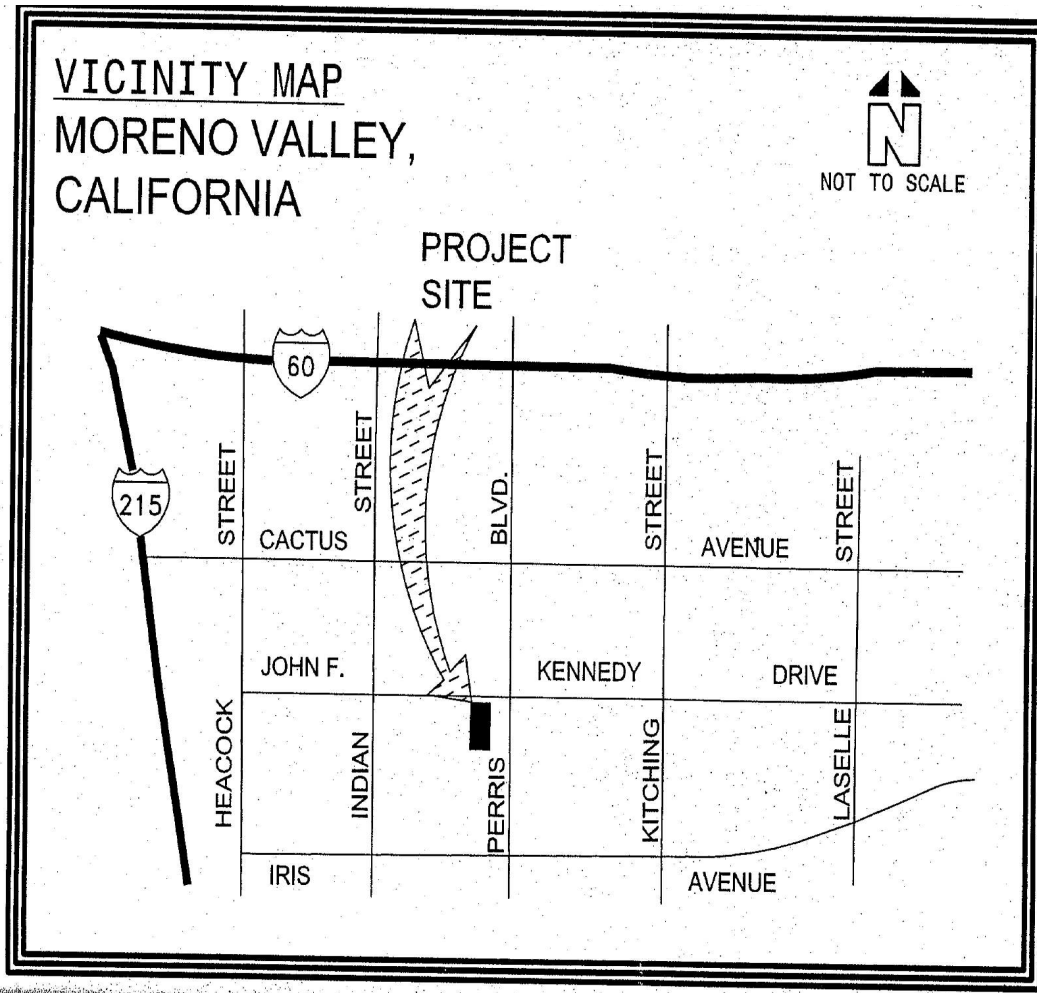 VICINITY MAP
MORENO VALLEY,
CALIFORNIA
N
NOT TO SCALE
PROJECT
SITE
60
215
STREET
STREET
BLVD.
STREET
STREET
CACTUS
AVENUE
JOHN F.
KENNEDY
DRIVE
HEACOCK
INDIAN
PERRIS
KITCHING
LASELLE
IRIS
AVENUE